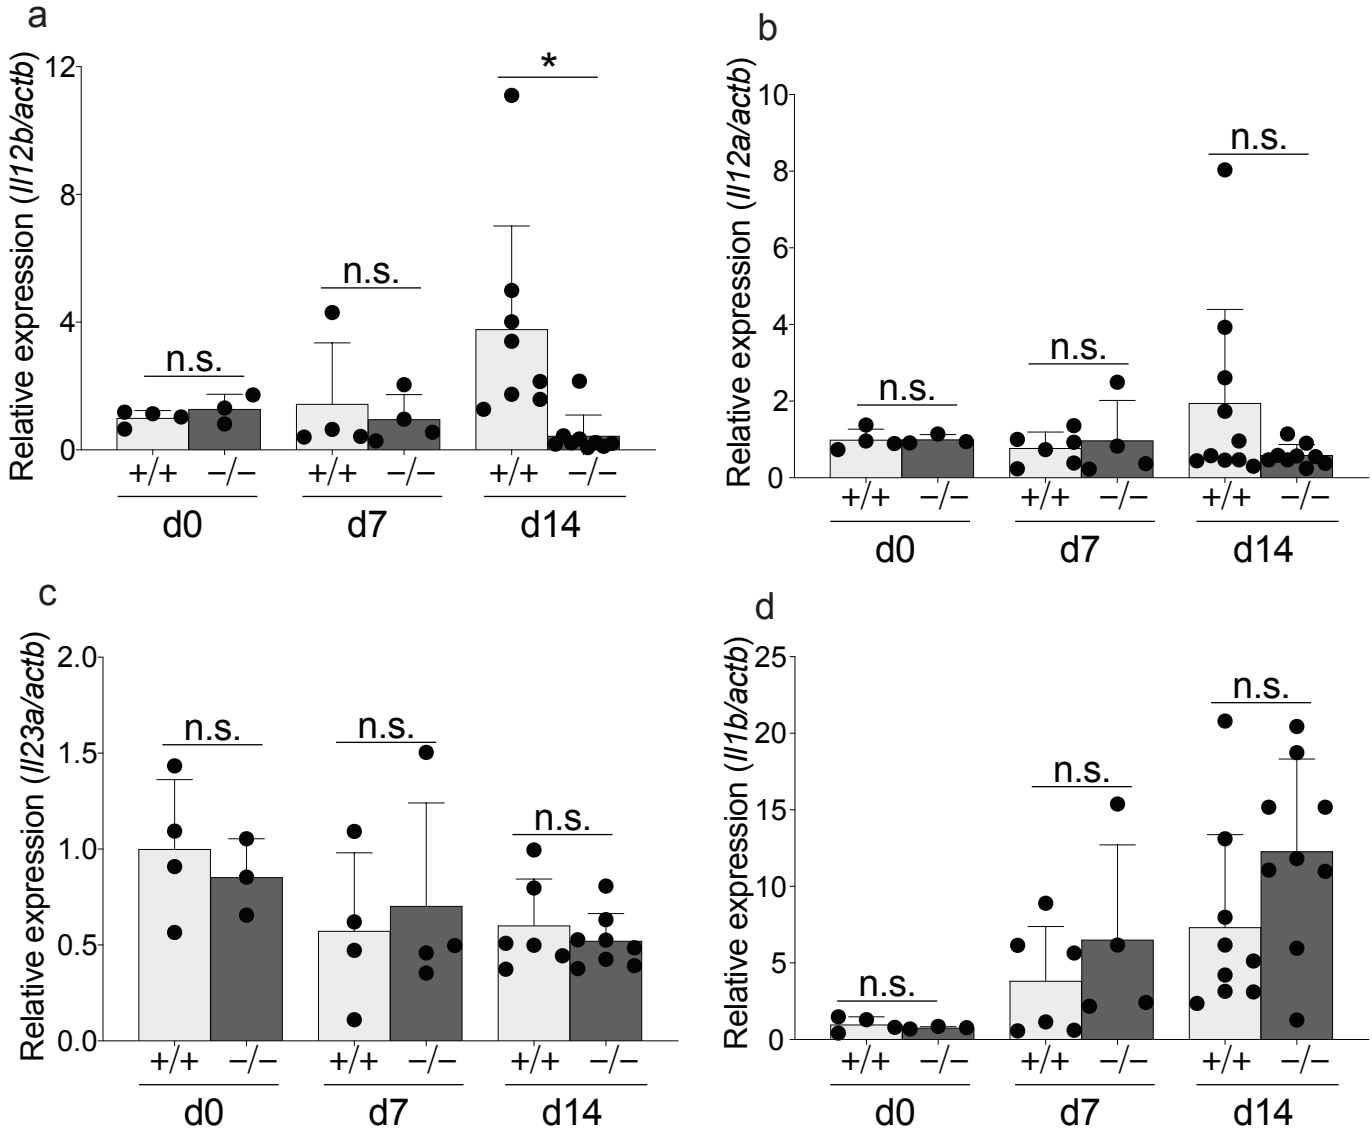 a
Relative expression (Il12b/actb)
12
8
4
0
n.s.
n.s.
*
+/+ −/− +/+ −/− +/+ −/−
d0 d7 d14
b
Relative expression (Il12a/actb)
10
8
6
4
2
0
n.s.
n.s.
n.s.
+/+ −/− +/+ −/− +/+ −/−
d0 d7 d14
c
Relative expression (Il23a/actb)
2.0
1.5
1.0
0.5
0.0
n.s.
n.s.
n.s.
+/+ −/− +/+ −/− +/+ −/−
d0 d7 d14
d
Relative expression (Il1b/actb)
25
20
15
10
5
0
n.s.
n.s.
n.s.
+/+ −/− +/+ −/− +/+ −/−
d0 d7 d14